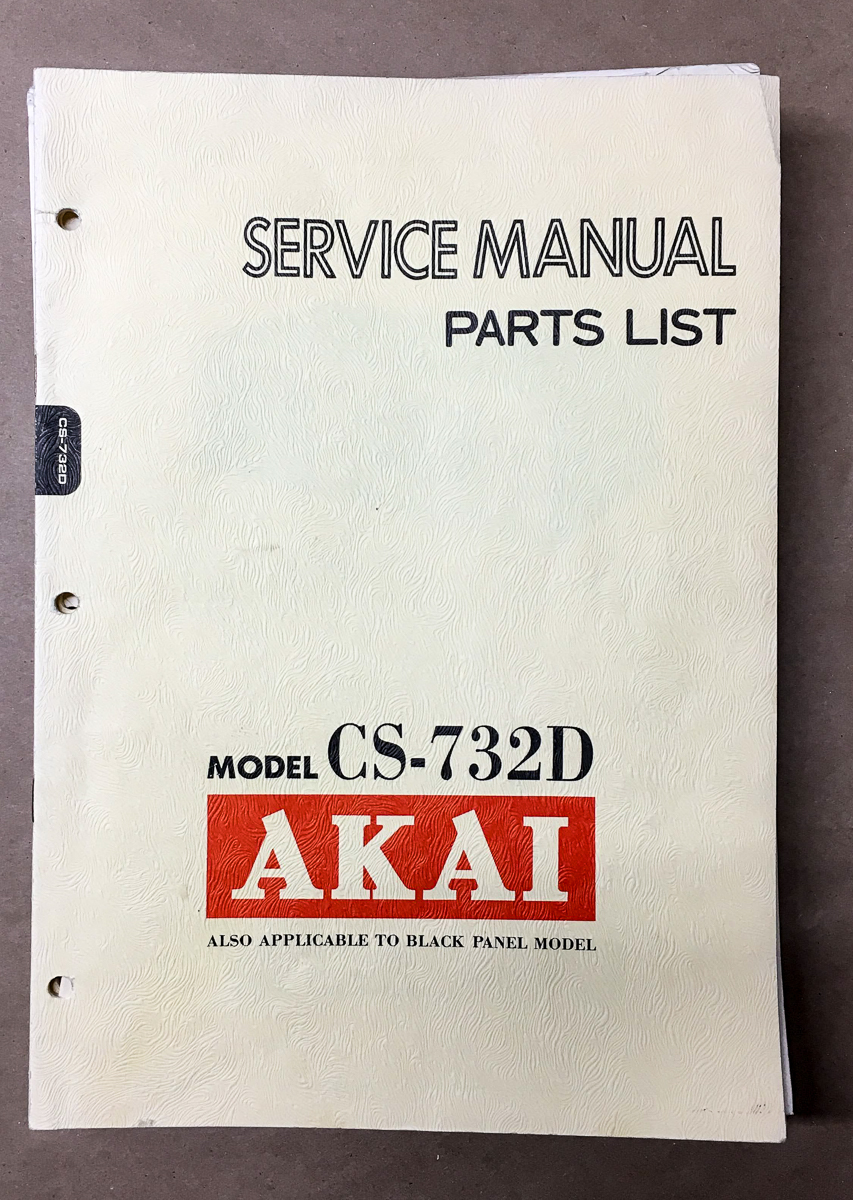 SERVICE MANUAL
PARTS LIST
CS-732D
MODEL CS-732D
AKAI
ALSO APPLICABLE TO BLACK PANEL MODEL